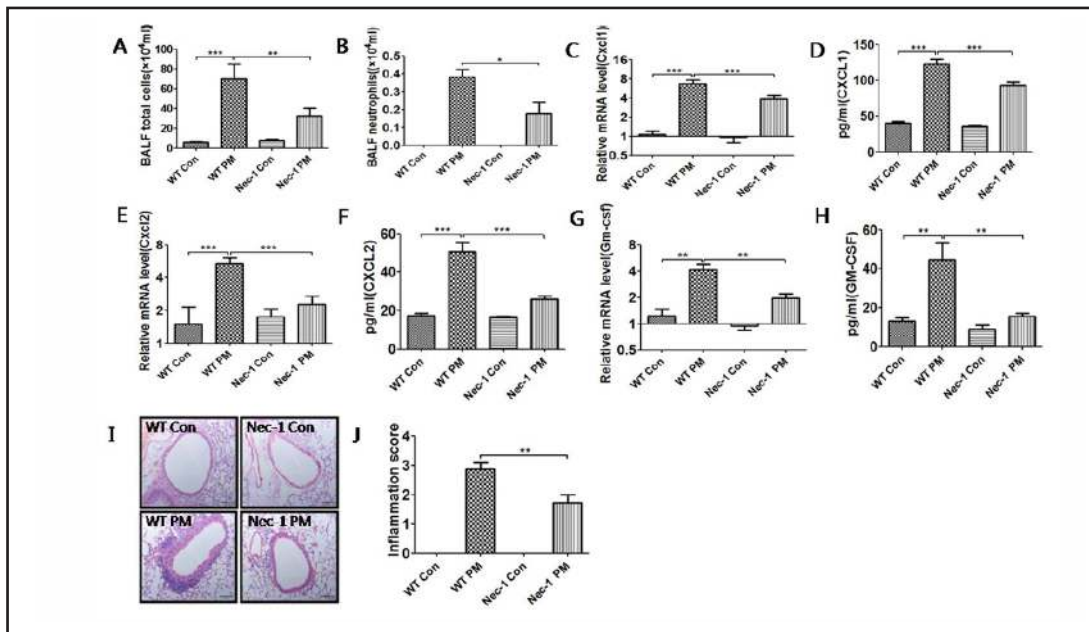 A
BALF total cells(×10⁴/ml)
100
80
60
40
20
0
***
**
WT Con
WT PM
Nec-1 Con
Nec-1 PM
B
BALF neutrophils((×10⁴ml)
0.5
0.4
0.3
0.2
0.1
0.0
*
WT Con
WT PM
Nec-1 Con
Nec-1 PM
C
Relative mRNA level(Cxcl1)
16
8
4
2
1
0.5
***
***
WT Con
WT PM
Nec-1 Con
Nec-1 PM
D
pg/ml(CXCL1)
150
100
50
0
***
***
WT Con
WT PM
Nec-1 Con
Nec-1 PM
E
Relative mRNA level(Cxcl2)
8
4
2
1
***
***
WT Con
WT PM
Nec-1 Con
Nec-1 PM
F
pg/ml(CXCL2)
60
40
20
0
***
***
WT Con
WT PM
Nec-1 Con
Nec-1 PM
G
Relative mRNA level(Gm-csf)
8
4
2
1
0.5
**
**
WT Con
WT PM
Nec-1 Con
Nec-1 PM
H
pg/ml(GM-CSF)
60
40
20
0
**
**
WT Con
WT PM
Nec-1 Con
Nec-1 PM
I
WT Con
Nec-1 Con
WT PM
Nec-1 PM
J
Inflammation score
4
3
2
1
0
**
WT Con
WT PM
Nec-1 Con
Nec-1 PM